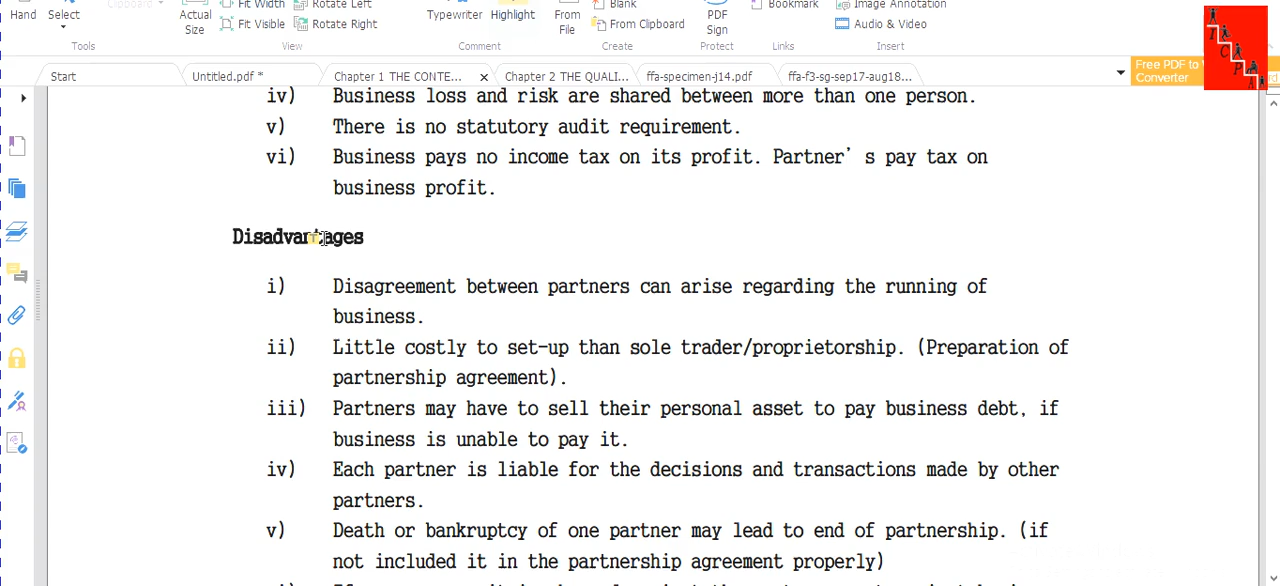 Fit Width
Rotate Left
Blank
Bookmark
Image Annotation
Hand
Select
Clipboard
Actual
Size
Fit Visible
Rotate Right
Typewriter
Highlight
From
File
From Clipboard
PDF
Sign
Audio & Video
Tools
View
Comment
Create
Protect
Links
Insert
Start
Untitled.pdf *
Chapter 1 THE CONTE...
Chapter 2 THE QUALI...
ffa-specimen-j14.pdf
ffa-f3-sg-sep17-aug18...
Free PDF to
Converter
T
C
P
A
iv) Business loss and risk are shared between more than one person.
v) There is no statutory audit requirement.
vi) Business pays no income tax on its profit. Partner's pay tax on
business profit.
Disadvantages
i) Disagreement between partners can arise regarding the running of
business.
ii) Little costly to set-up than sole trader/proprietorship. (Preparation of
partnership agreement).
iii) Partners may have to sell their personal asset to pay business debt, if
business is unable to pay it.
iv) Each partner is liable for the decisions and transactions made by other
partners.
v) Death or bankruptcy of one partner may lead to end of partnership. (if
not included it in the partnership agreement properly)